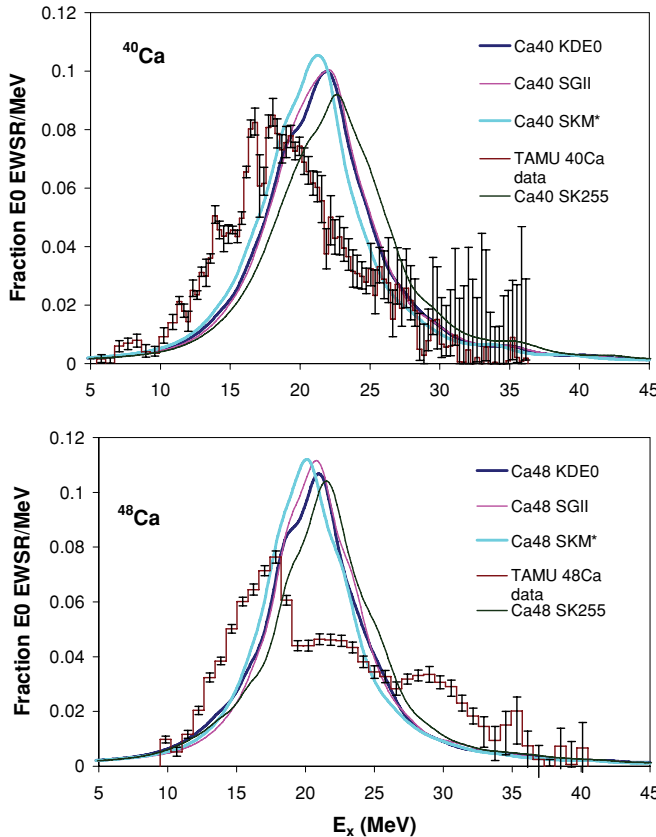 0.12
0.1
0.08
0.06
0.04
0.02
0
Fraction E0 EWSR/MeV
40Ca
Ca40 KDE0
Ca40 SGII
Ca40 SKM*
TAMU 40Ca
data
Ca40 SK255
5 10 15 20 25 30 35 40 45
0.12
0.1
0.08
0.06
0.04
0.02
0
Fraction E0 EWSR/MeV
48Ca
Ca48 KDE0
Ca48 SGII
Ca48 SKM*
TAMU 48Ca
data
Ca48 SK255
5 10 15 20 25 30 35 40 45
Ex (MeV)